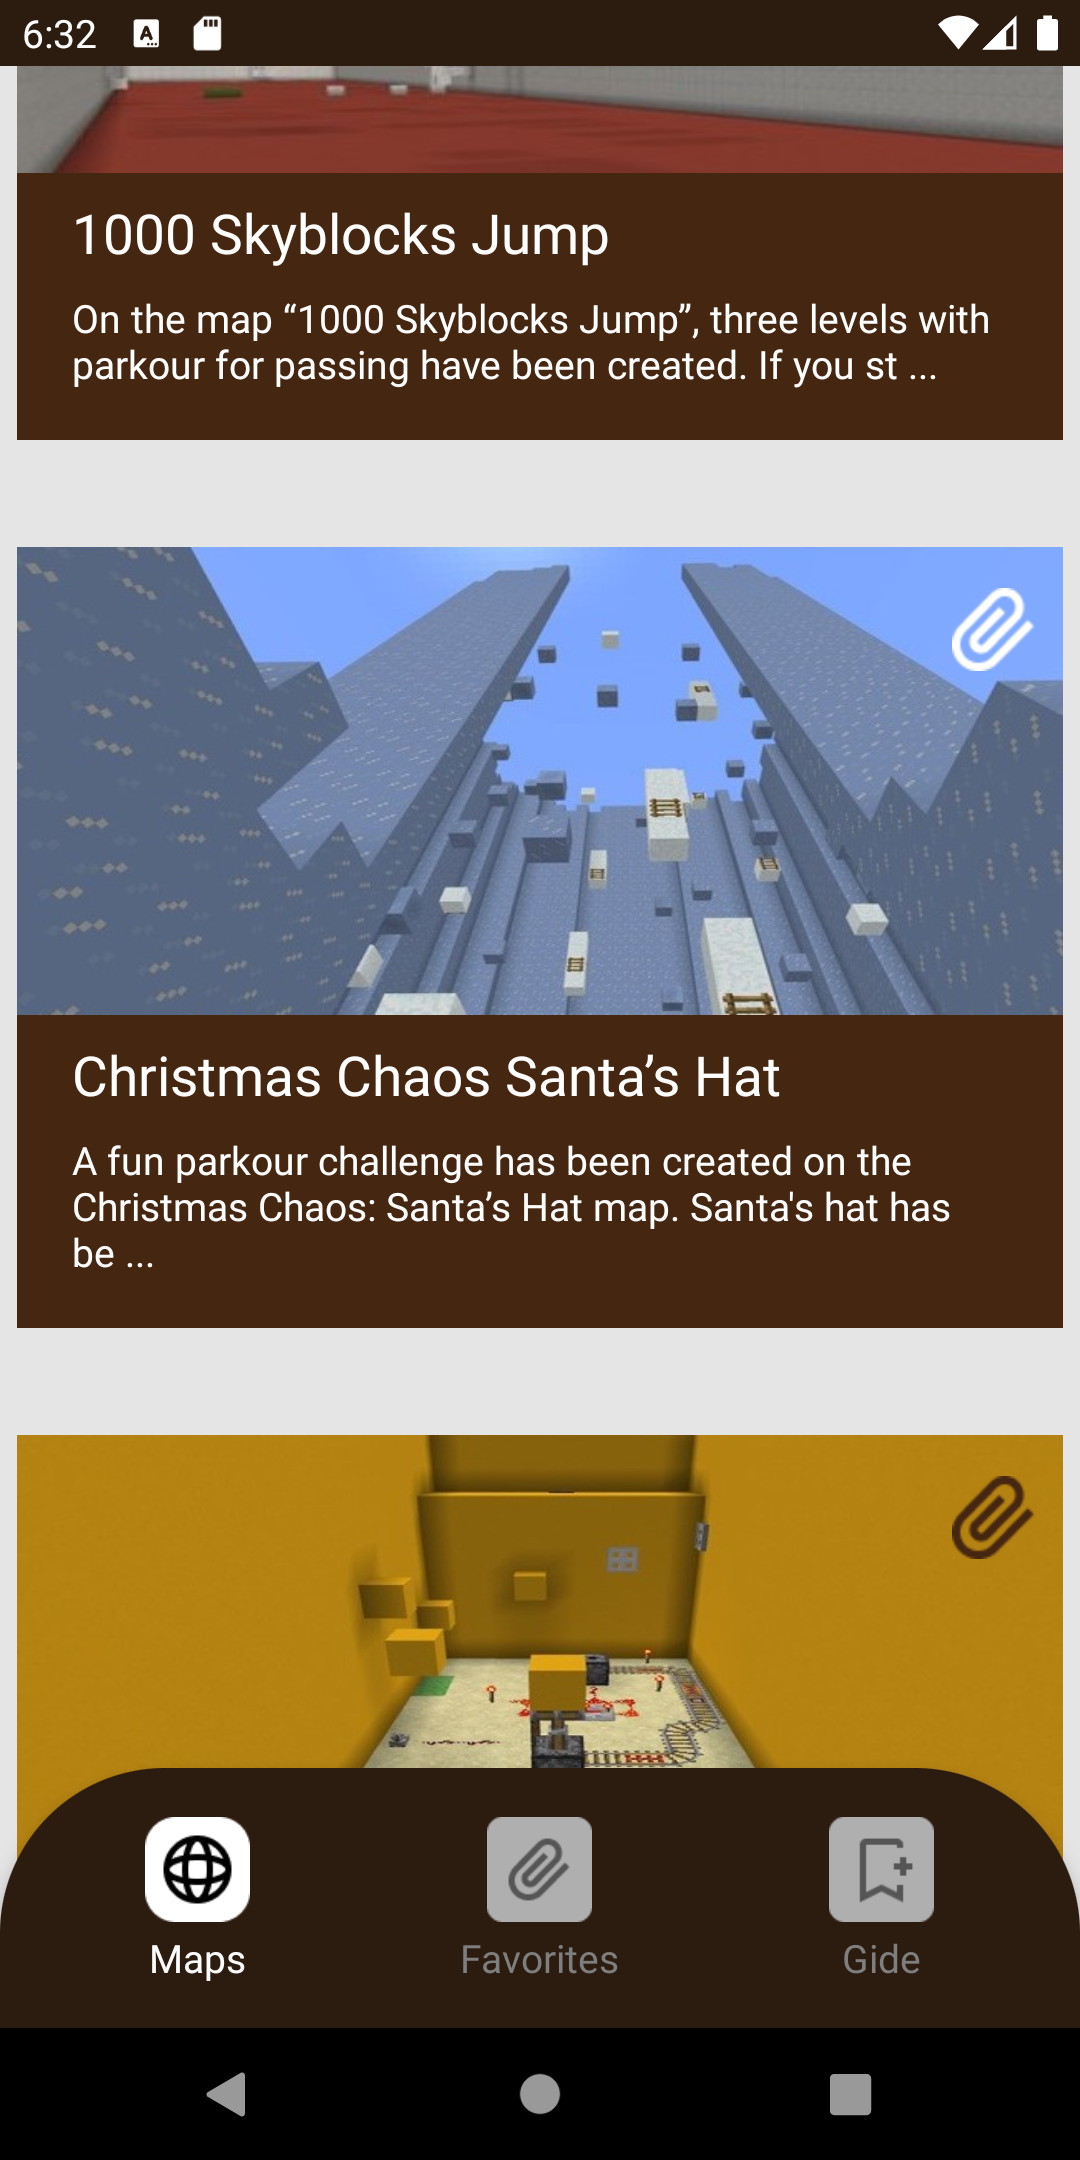 6:32
1000 Skyblocks Jump
On the map “1000 Skyblocks Jump”, three levels with
parkour for passing have been created. If you st ...
Christmas Chaos Santa’s Hat
A fun parkour challenge has been created on the
Christmas Chaos: Santa’s Hat map. Santa's hat has
be ...
Maps
Favorites
Gide